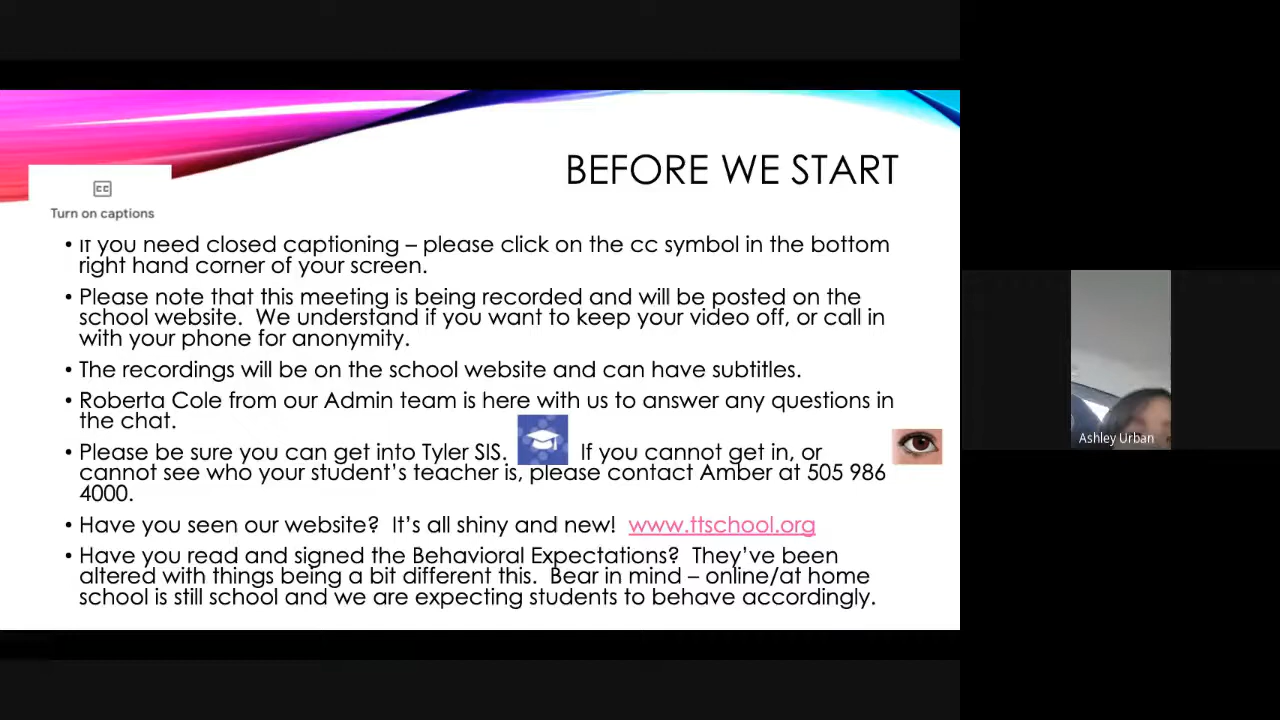 BEFORE WE START
CC
Turn on captions
• If you need closed captioning – please click on the cc symbol in the bottom
right hand corner of your screen.
• Please note that this meeting is being recorded and will be posted on the
school website.  We understand if you want to keep your video off, or call in
with your phone for anonymity.
• The recordings will be on the school website and can have subtitles.
• Roberta Cole from our Admin team is here with us to answer any questions in
the chat.
• Please be sure you can get into Tyler SIS. If you cannot get in, or
cannot see who your student's teacher is, please contact Amber at 505 986
4000.
• Have you seen our website?  It's all shiny and new!  www.ttschool.org
• Have you read and signed the Behavioral Expectations?  They've been
altered with things being a bit different this.  Bear in mind – online/at home
school is still school and we are expecting students to behave accordingly.
Ashley Urban